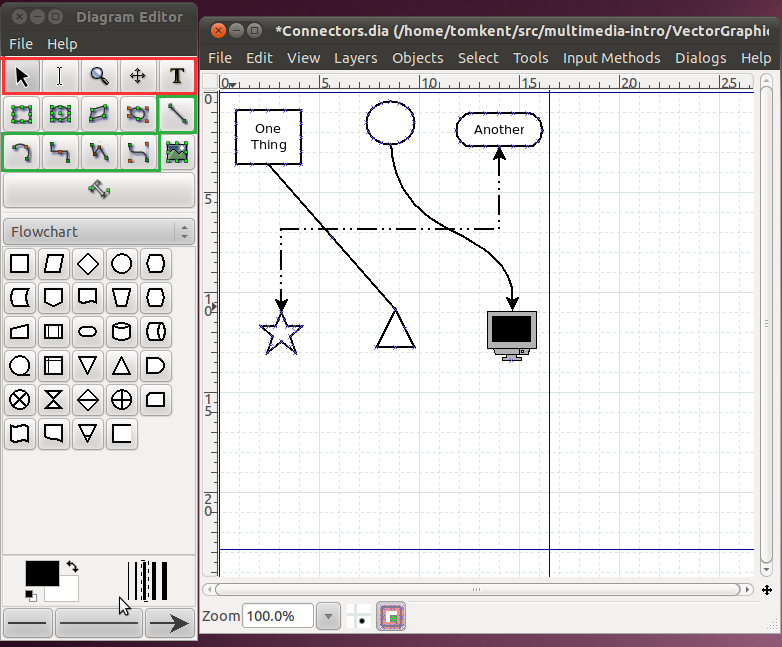 Diagram Editor
File Help
T
Flowchart
*Connectors.dia (/home/tomkent/src/multimedia-intro/VectorGraphic
File Edit View Layers Objects Select Tools Input Methods Dialogs Help
0 5 10 15 20 25
0
5
10
15
20
One
Thing
Another
Zoom 100.0%